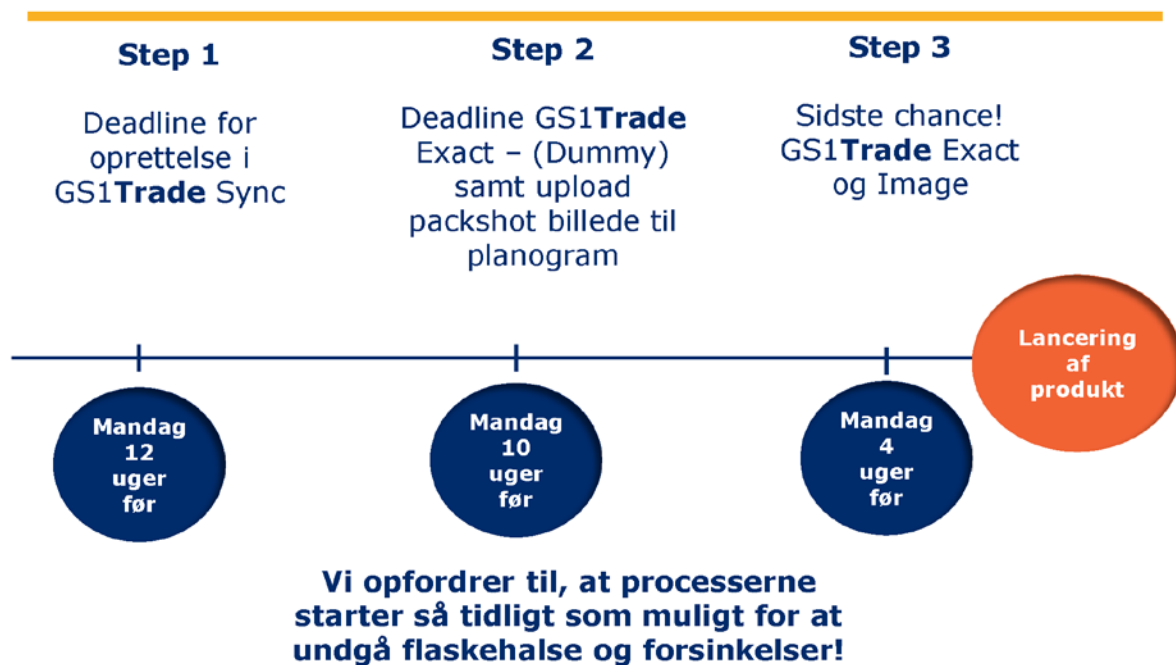 Step 1
Deadline for
oprettelse i
GS1Trade Sync
Step 2
Deadline GS1Trade
Exact – (Dummy)
samt upload
packshot billede til
planogram
Step 3
Sidste chance!
GS1Trade Exact
og Image
Mandag
12
uger
før
Mandag
10
uger
før
Mandag
4
uger
før
Lancering
af
produkt
Vi opfordrer til, at processerne
starter så tidligt som muligt for at
undgå flaskehalse og forsinkelser!